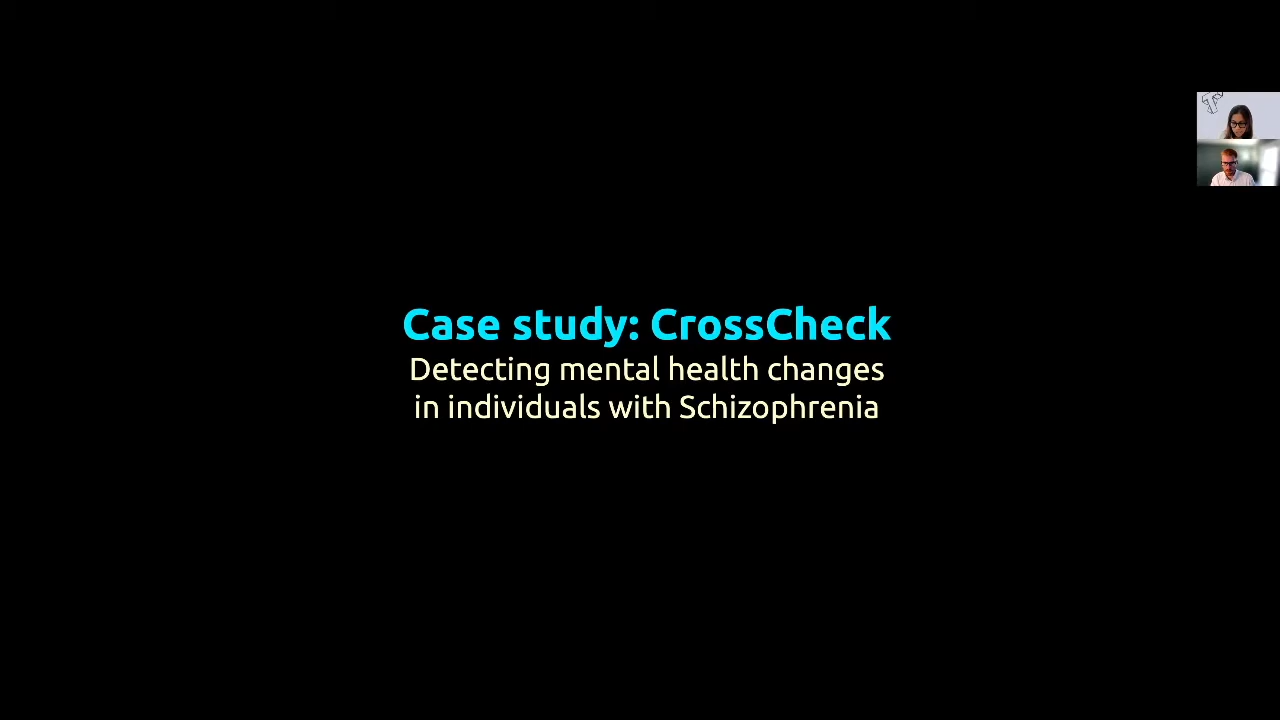 Case study: CrossCheck
Detecting mental health changes
in individuals with Schizophrenia